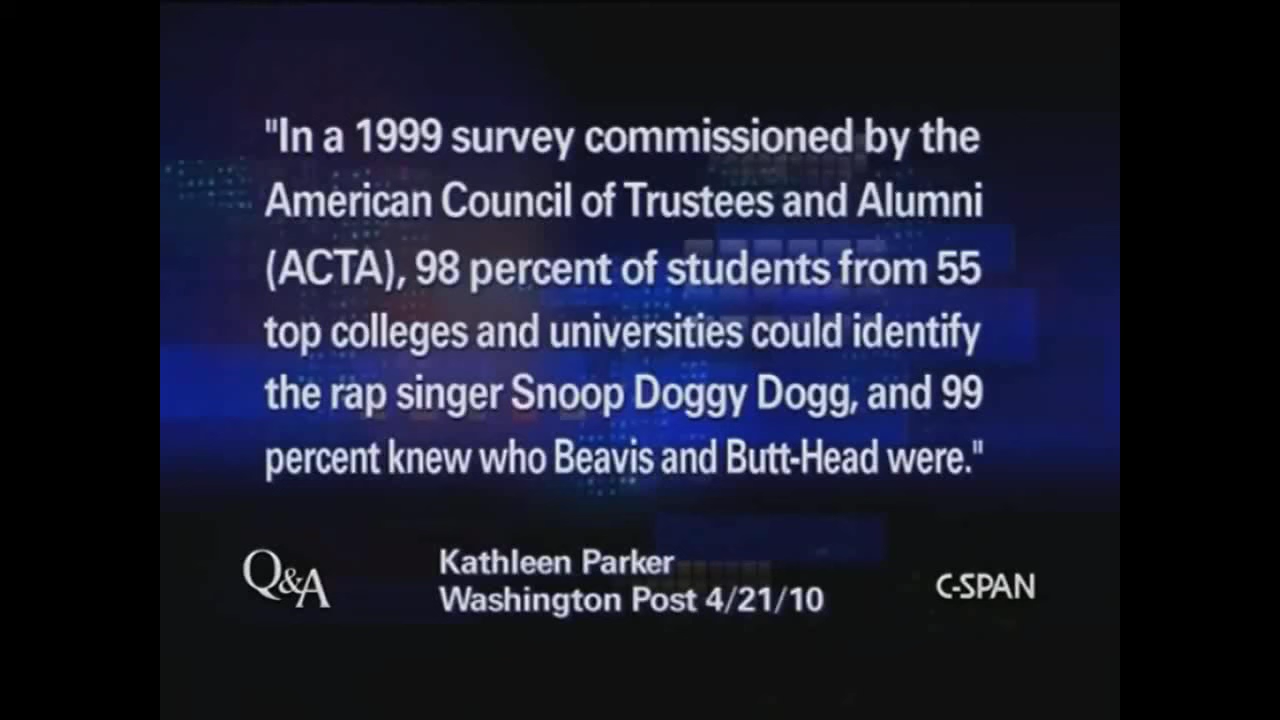 "In a 1999 survey commissioned by the
American Council of Trustees and Alumni
(ACTA), 98 percent of students from 55
top colleges and universities could identify
the rap singer Snoop Doggy Dogg, and 99
percent knew who Beavis and Butt-Head were."
Q&A
Kathleen Parker
Washington Post 4/21/10
C-SPAN